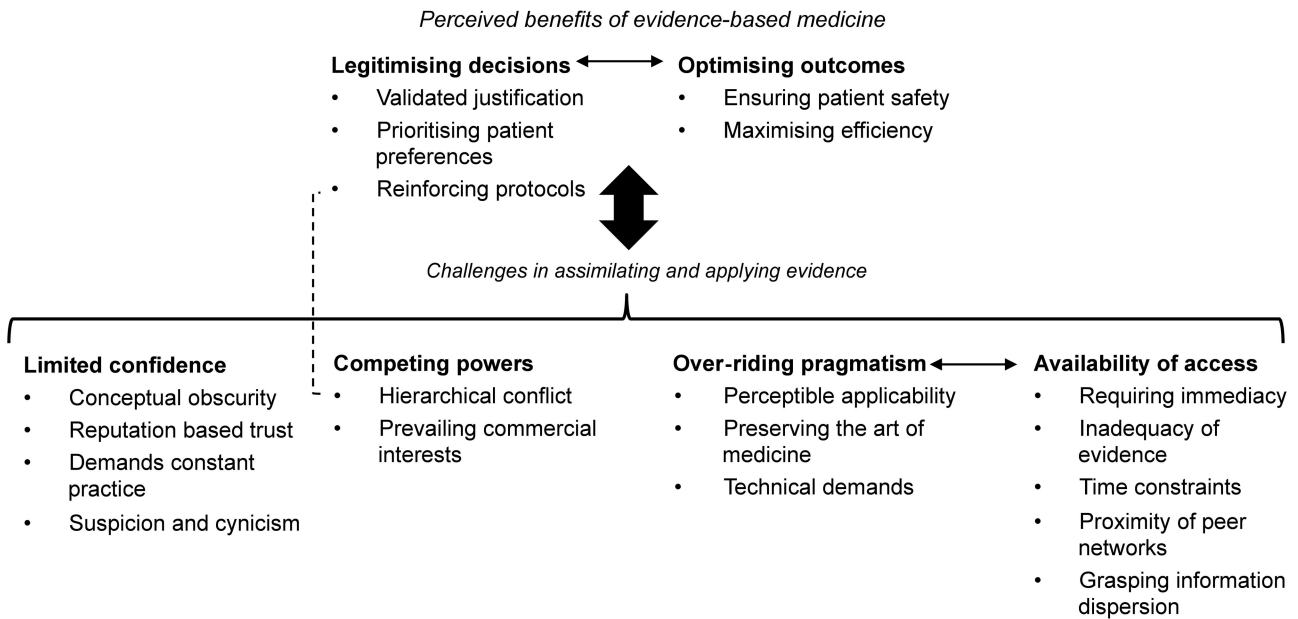 Perceived benefits of evidence-based medicine
Legitimising decisions
• Validated justification
• Prioritising patient
preferences
• Reinforcing protocols
Optimising outcomes
• Ensuring patient safety
• Maximising efficiency
Challenges in assimilating and applying evidence
Limited confidence
• Conceptual obscurity
• Reputation based trust
• Demands constant
practice
• Suspicion and cynicism
Competing powers
• Hierarchical conflict
• Prevailing commercial
interests
Over-riding pragmatism
• Perceptible applicability
• Preserving the art of
medicine
• Technical demands
Availability of access
• Requiring immediacy
• Inadequacy of
evidence
• Time constraints
• Proximity of peer
networks
• Grasping information
dispersion